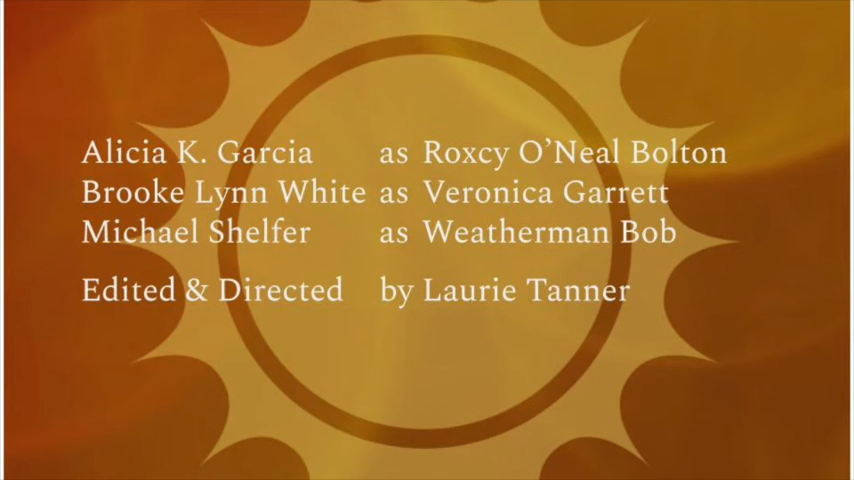 Alicia K. Garcia as Roxcy O’Neal Bolton
Brooke Lynn White as Veronica Garrett
Michael Shelfer as Weatherman Bob
Edited & Directed by Laurie Tanner